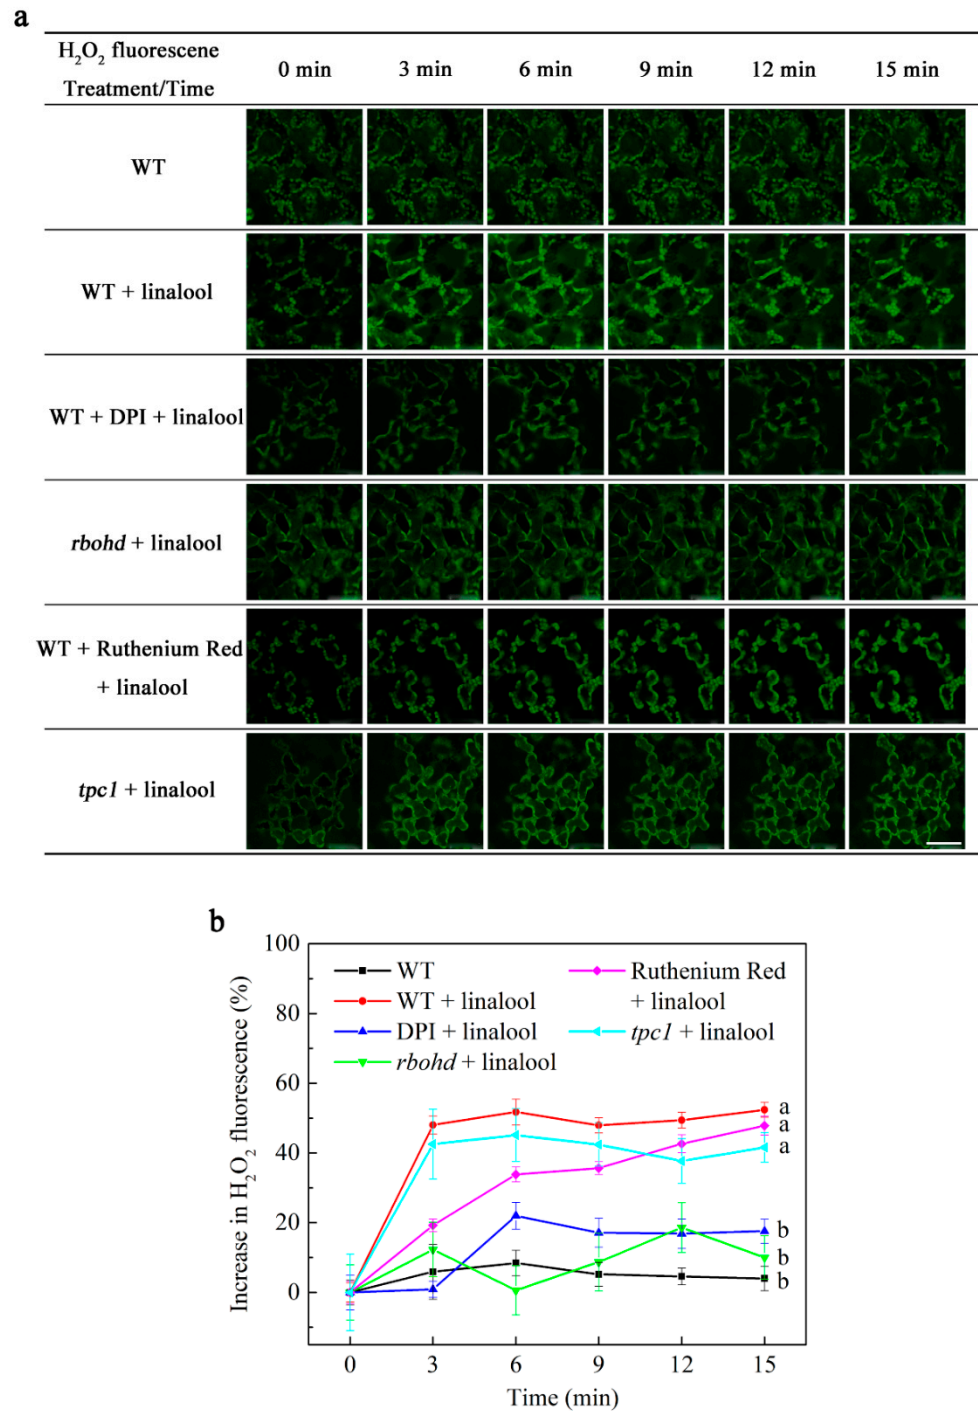 a
H₂O₂ fluorescene
Treatment/Time
0 min 3 min 6 min 9 min 12 min 15 min
WT
WT + linalool
WT + DPI + linalool
rbohd + linalool
WT + Ruthenium Red
+ linalool
tpc1 + linalool
b
Increase in H₂O₂ fluorescence (%)
100
80
60
40
20
0
WT
WT + linalool
DPI + linalool
rbohd + linalool
Ruthenium Red
+ linalool
tpc1 + linalool
a
a
a
b
b
b
0 3 6 9 12 15
Time (min)